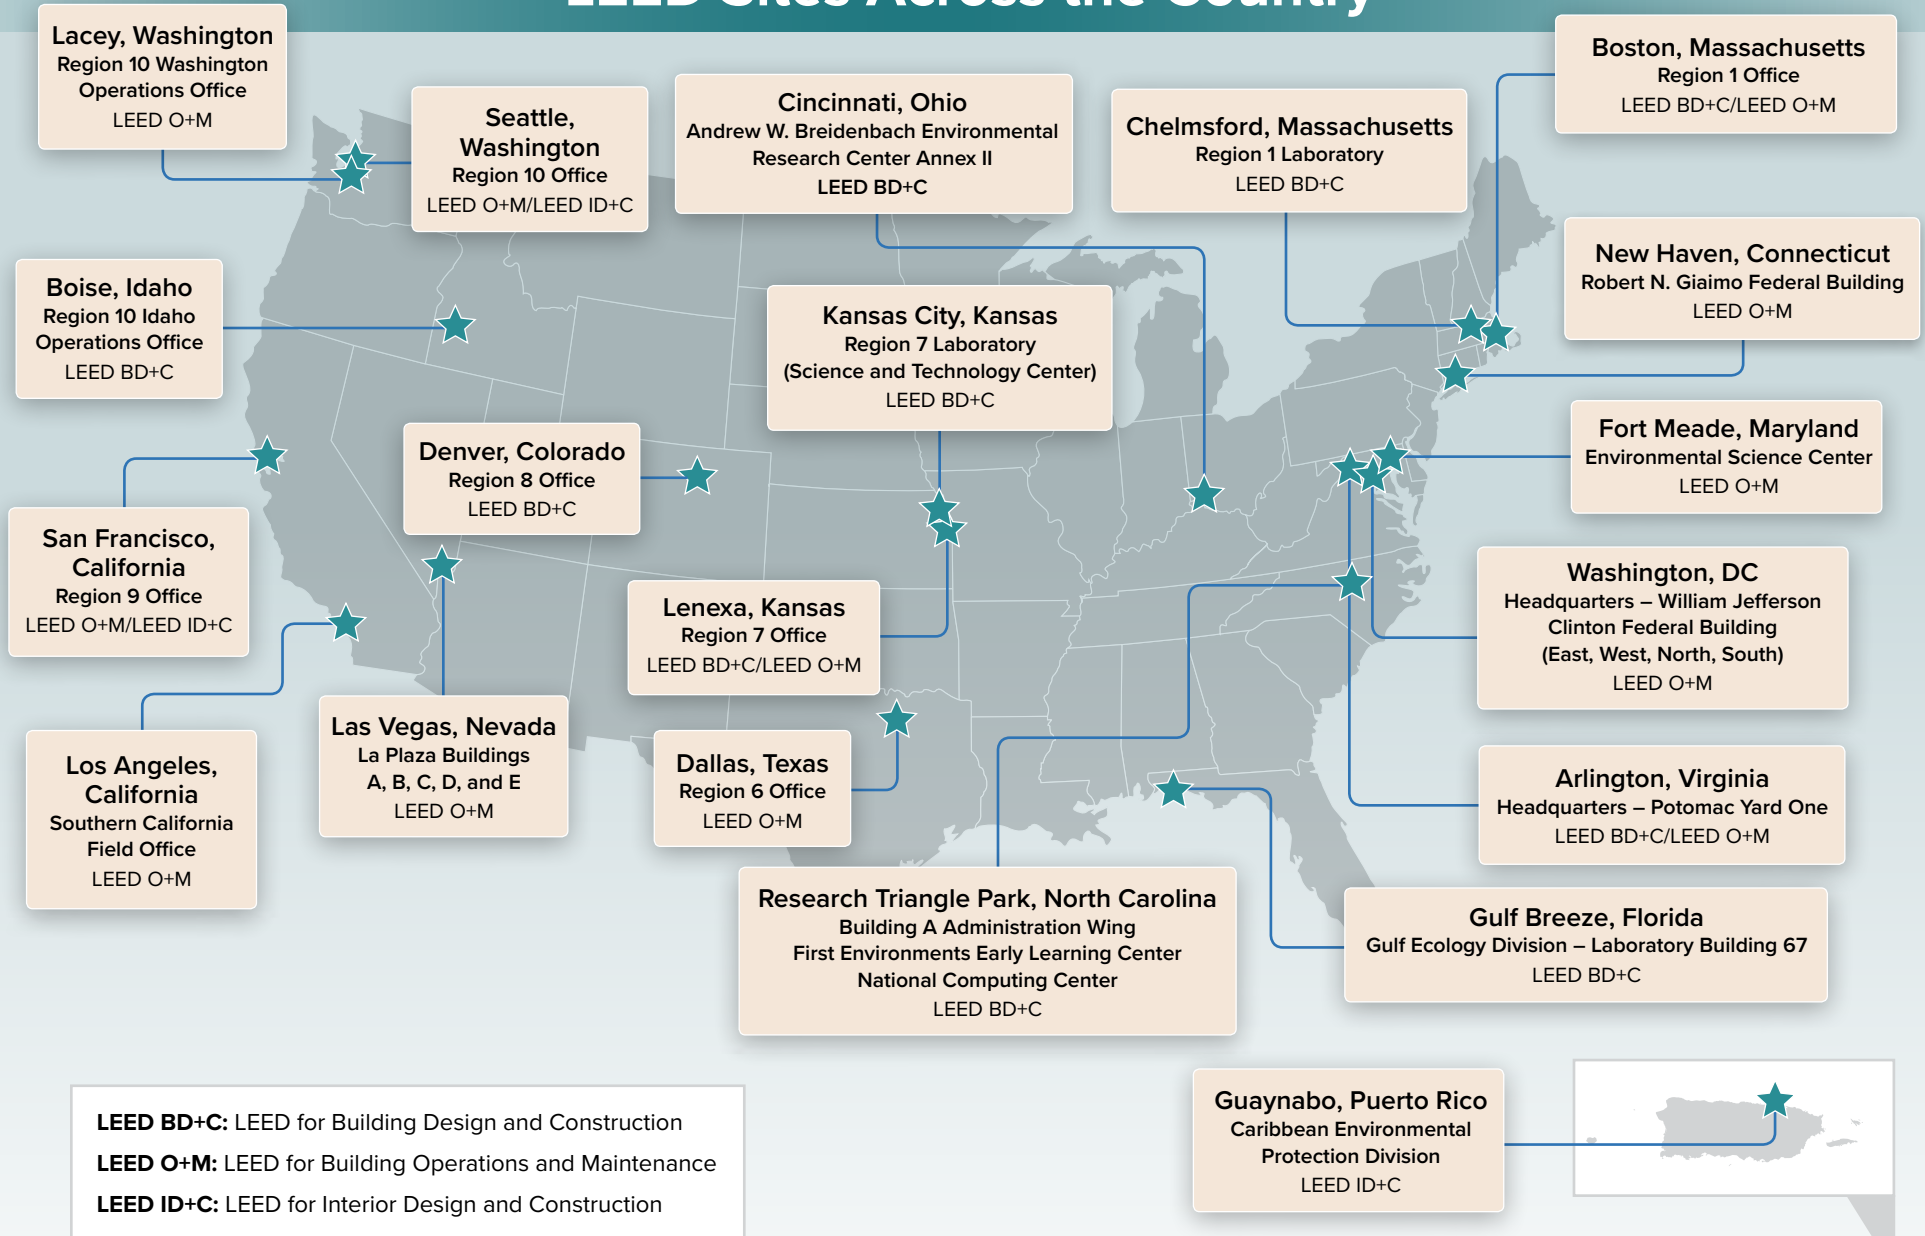 LEED Sites Across the Country
Lacey, Washington
Region 10 Washington
Operations Office
LEED O+M
Seattle,
Washington
Region 10 Office
LEED O+M/LEED ID+C
Cincinnati, Ohio
Andrew W. Breidenbach Environmental
Research Center Annex II
LEED BD+C
Chelmsford, Massachusetts
Region 1 Laboratory
LEED BD+C
Boston, Massachusetts
Region 1 Office
LEED BD+C/LEED O+M
New Haven, Connecticut
Robert N. Giaimo Federal Building
LEED O+M
Boise, Idaho
Region 10 Idaho
Operations Office
LEED BD+C
Kansas City, Kansas
Region 7 Laboratory
(Science and Technology Center)
LEED BD+C
Denver, Colorado
Region 8 Office
LEED BD+C
Fort Meade, Maryland
Environmental Science Center
LEED O+M
San Francisco,
California
Region 9 Office
LEED O+M/LEED ID+C
Lenexa, Kansas
Region 7 Office
LEED BD+C/LEED O+M
Washington, DC
Headquarters – William Jefferson
Clinton Federal Building
(East, West, North, South)
LEED O+M
Los Angeles,
California
Southern California
Field Office
LEED O+M
Las Vegas, Nevada
La Plaza Buildings
A, B, C, D, and E
LEED O+M
Dallas, Texas
Region 6 Office
LEED O+M
Arlington, Virginia
Headquarters – Potomac Yard One
LEED BD+C/LEED O+M
Research Triangle Park, North Carolina
Building A Administration Wing
First Environments Early Learning Center
National Computing Center
LEED BD+C
Gulf Breeze, Florida
Gulf Ecology Division – Laboratory Building 67
LEED BD+C
Guaynabo, Puerto Rico
Caribbean Environmental
Protection Division
LEED ID+C
LEED BD+C: LEED for Building Design and Construction
LEED O+M: LEED for Building Operations and Maintenance
LEED ID+C: LEED for Interior Design and Construction